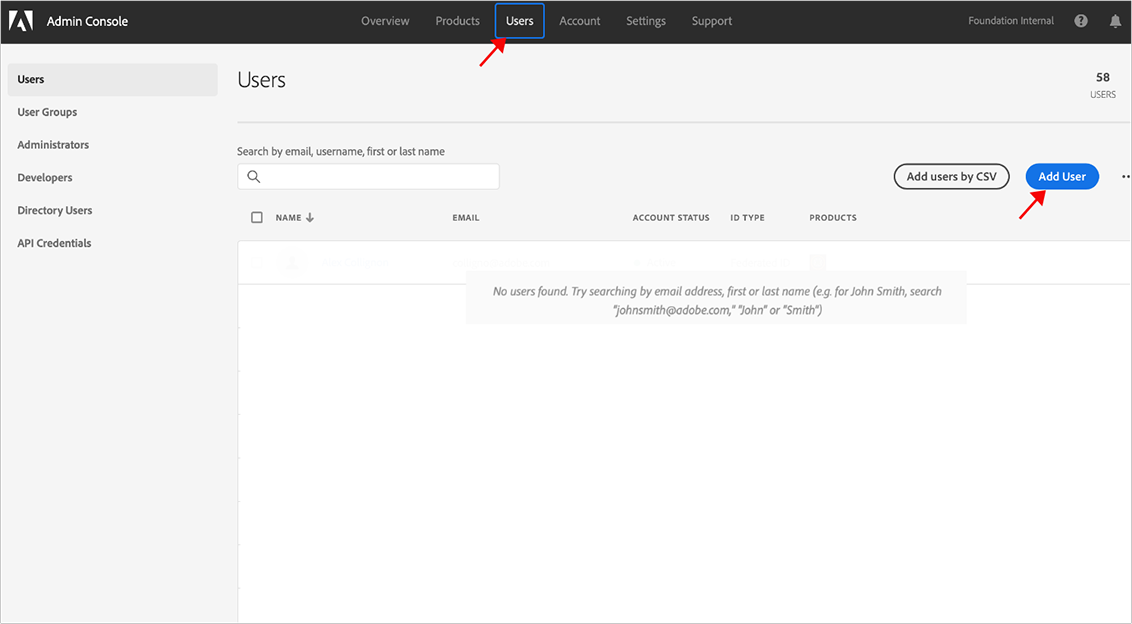 Admin Console
Overview
Products
Users
Account
Settings
Support
Foundation Internal
Users
User Groups
Administrators
Developers
Directory Users
API Credentials
Users
58
USERS
Search by email, username, first or last name
Add users by CSV
Add User
NAME
EMAIL
ACCOUNT STATUS
ID TYPE
PRODUCTS
No users found. Try searching by email address, first or last name (e.g. for John Smith, search
"johnsmith@adobe.com," "John" or "Smith")